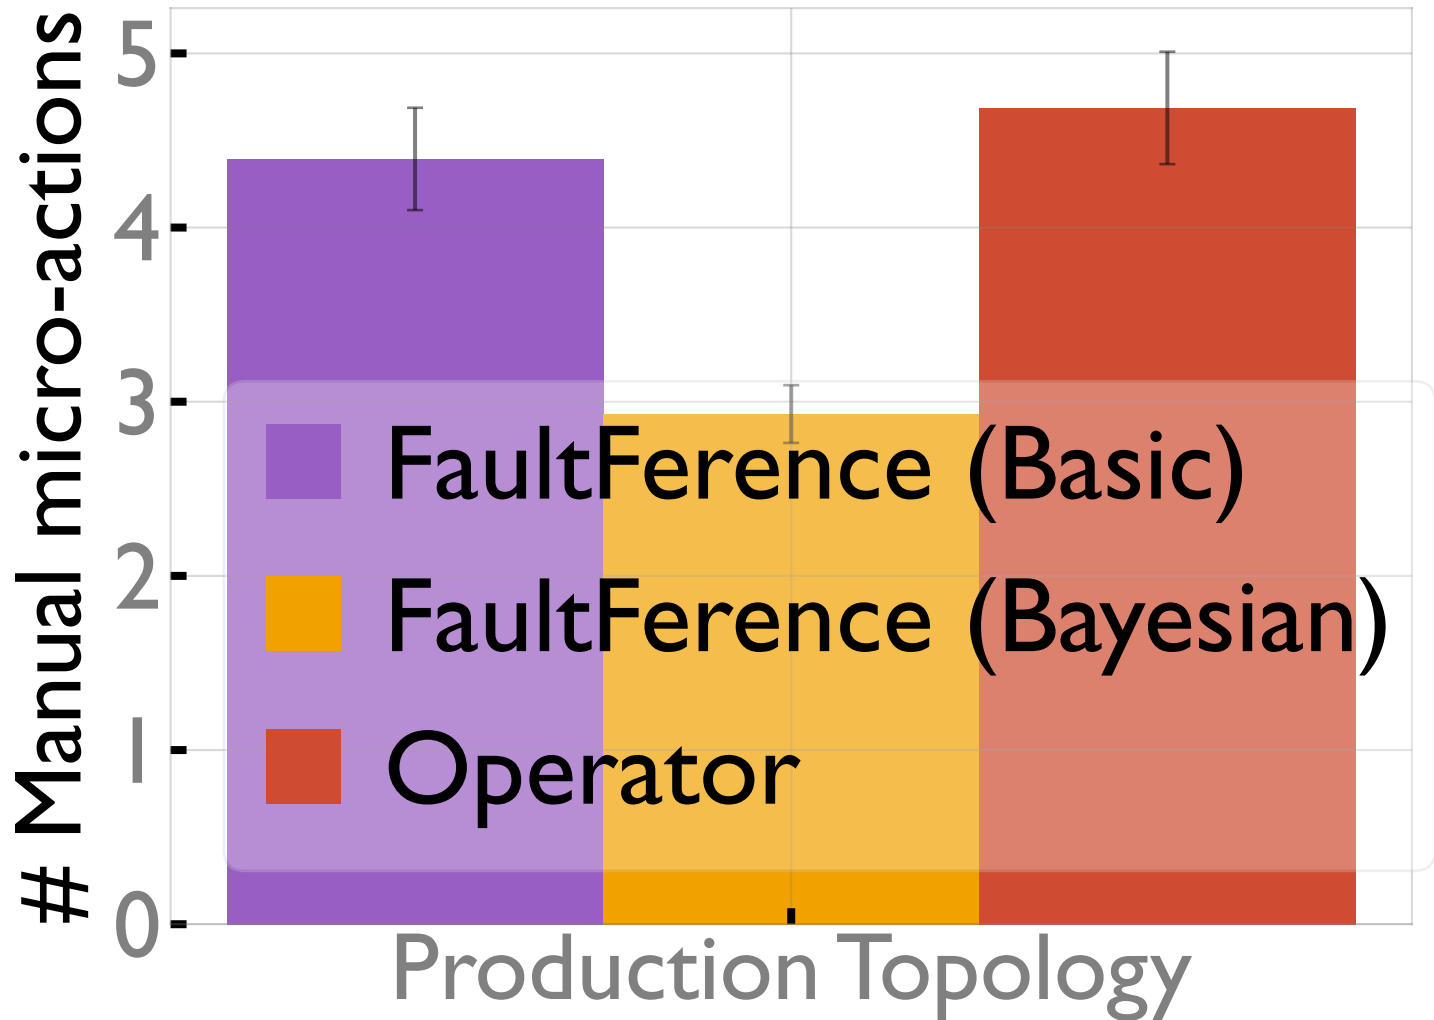 # Manual micro-actions
5
4
3
2
1
0
FaultFerence (Basic)
FaultFerence (Bayesian)
Operator
Production Topology